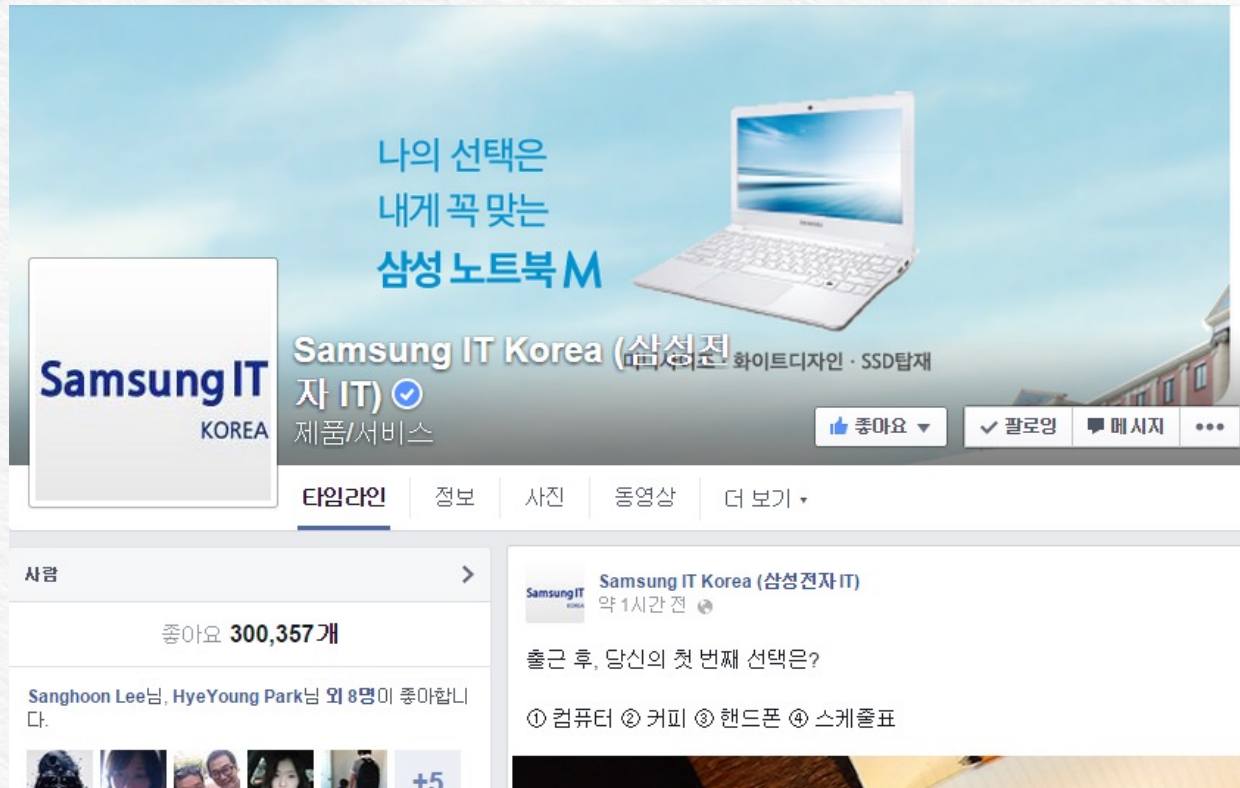 나의 선택은
내게 꼭 맞는
삼성 노트북 M
Samsung IT
KOREA
Samsung IT Korea (삼성전
자 IT)
화이트디자인 · SSD탑재
제품/서비스
좋아요
팔로잉
메시지
타임라인
정보
사진
동영상
더 보기
사람
좋아요 300,357개
Sanghoon Lee님, HyeYoung Park님 외 8명이 좋아합니
다.
+5
Samsung IT
KOREA
Samsung IT Korea (삼성전자 IT)
약 1시간 전
출근 후, 당신의 첫 번째 선택은?
① 컴퓨터 ② 커피 ③ 핸드폰 ④ 스케줄표